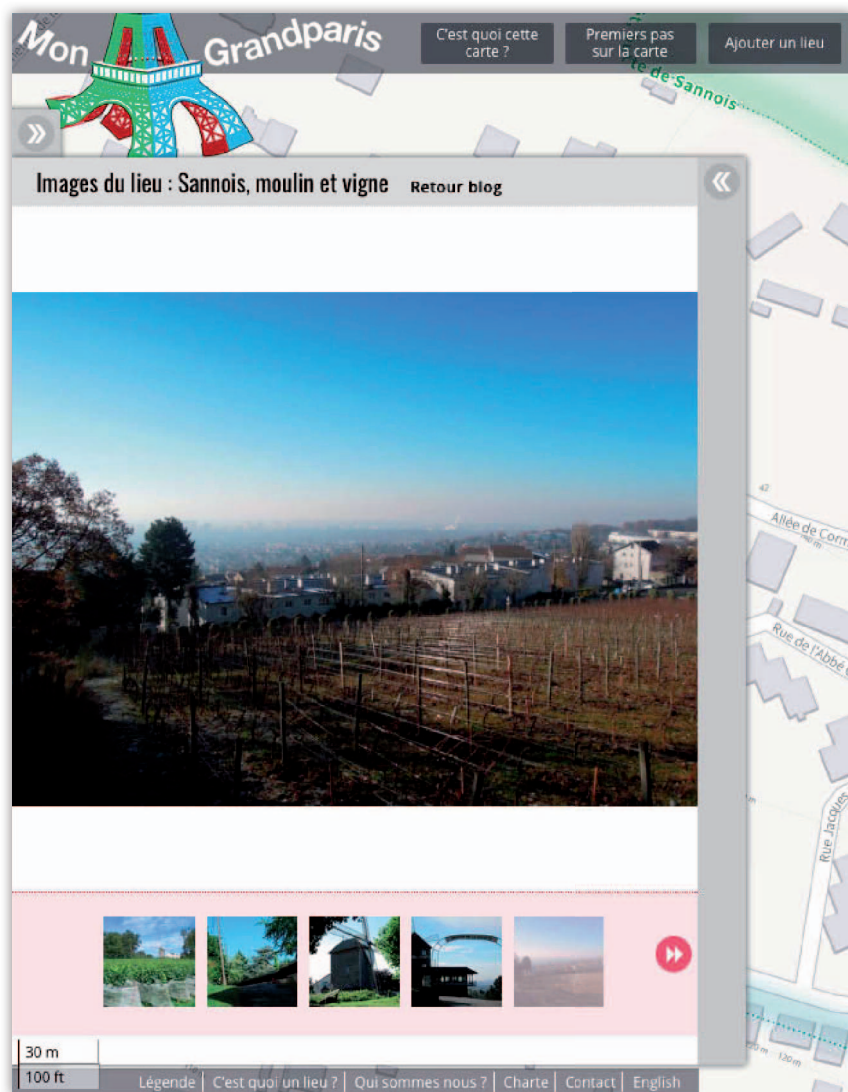 Mon Grandparis
C'est quoi cette
carte ?
Premiers pas
sur la carte
Ajouter un lieu
de Sannois
Images du lieu : Sannois, moulin et vigne Retour blog
42
Allée de Corm
Rue de l'Abbé
Rue Jacques
120 m
30 m
100 ft
Légende | C'est quoi un lieu ? | Qui sommes nous ? | Charte | Contact | English